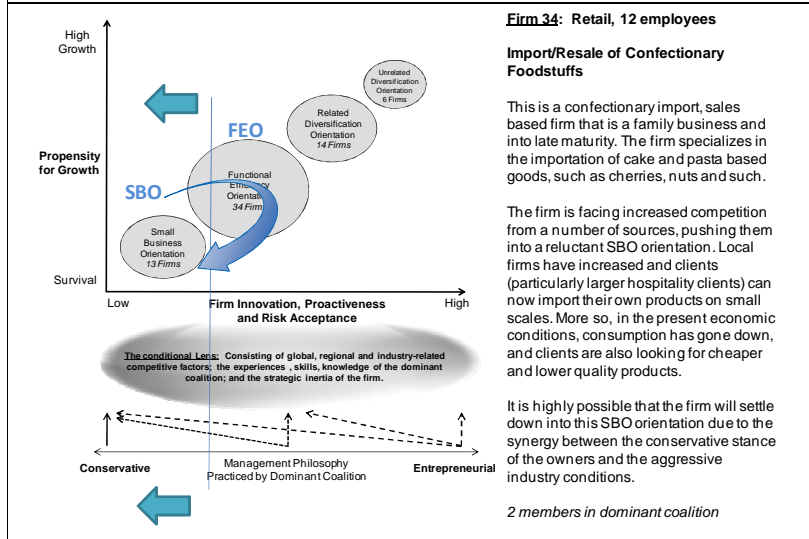 High
Growth
Propensity
for Growth
Survival
SBO
FEO
Unrelated
Diversification
Orientation
6 Firms
Related
Diversification
Orientation
14 Firms
Functional
Orientation
34 Firm
Small
Business
Orientation
13 Firms
Low
Firm Innovation, Proactiveness
and Risk Acceptance
High
The conditional Lens: Consisting of global, regional and industry-related
competitive factors; the experiences , skills, knowledge of the dominant
coalition; and the strategic inertia of the firm.
Conservative
Management Philosophy
Practiced by Dominant Coalition
Entrepreneurial
Firm 34: Retail, 12 employees
Import/Resale of Confectionary
Foodstuffs
This is a confectionary import, sales
based firm that is a family business and
into late maturity. The firm specializes in
the importation of cake and pasta based
goods, such as cherries, nuts and such.
The firm is facing increased competition
from a number of sources, pushing them
into a reluctant SBO orientation. Local
firms have increased and clients
(particularly larger hospitality clients) can
now import their own products on small
scales. More so, in the present economic
conditions, consumption has gone down,
and clients are also looking for cheaper
and lower quality products.
It is highly possible that the firm will settle
down into this SBO orientation due to the
synergy between the conservative stance
of the owners and the aggressive
industry conditions.
2 members in dominant coalition